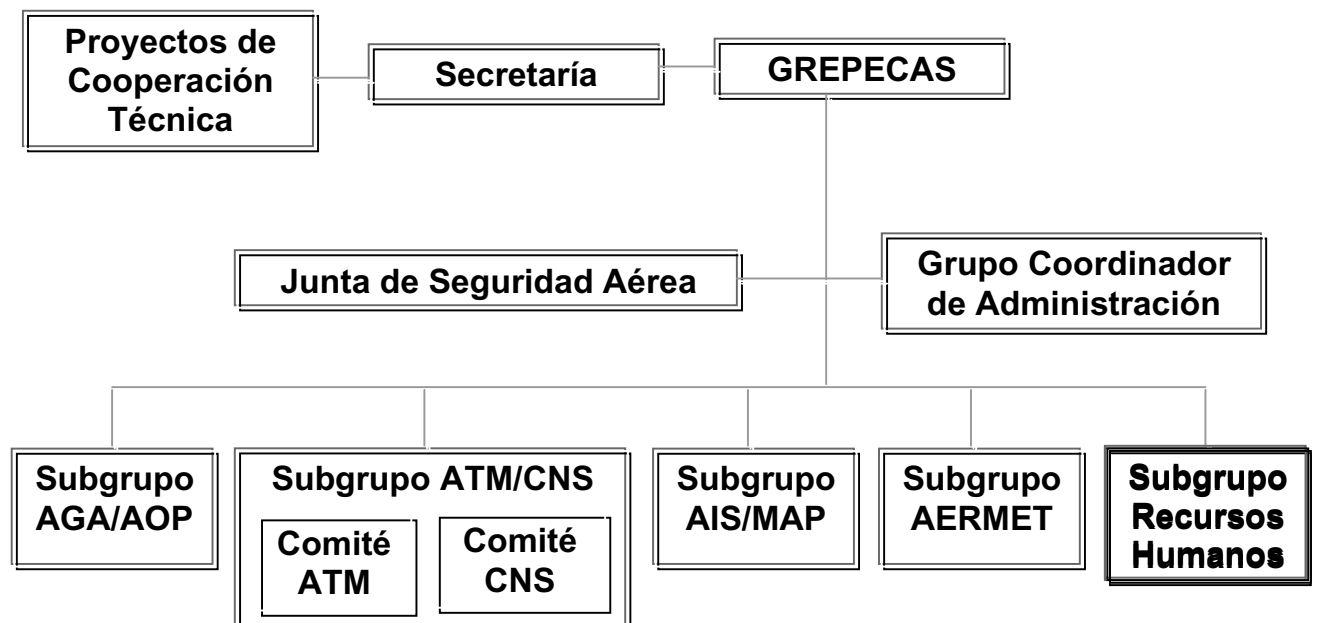 Proyectos de
Cooperación
Técnica
Secretaría
GREPECAS
Junta de Seguridad Aérea
Grupo Coordinador
de Administración
Subgrupo
AGA/AOP
Subgrupo ATM/CNS
Comité
ATM
Comité
CNS
Subgrupo
AIS/MAP
Subgrupo
AERMET
Subgrupo
Recursos
Humanos